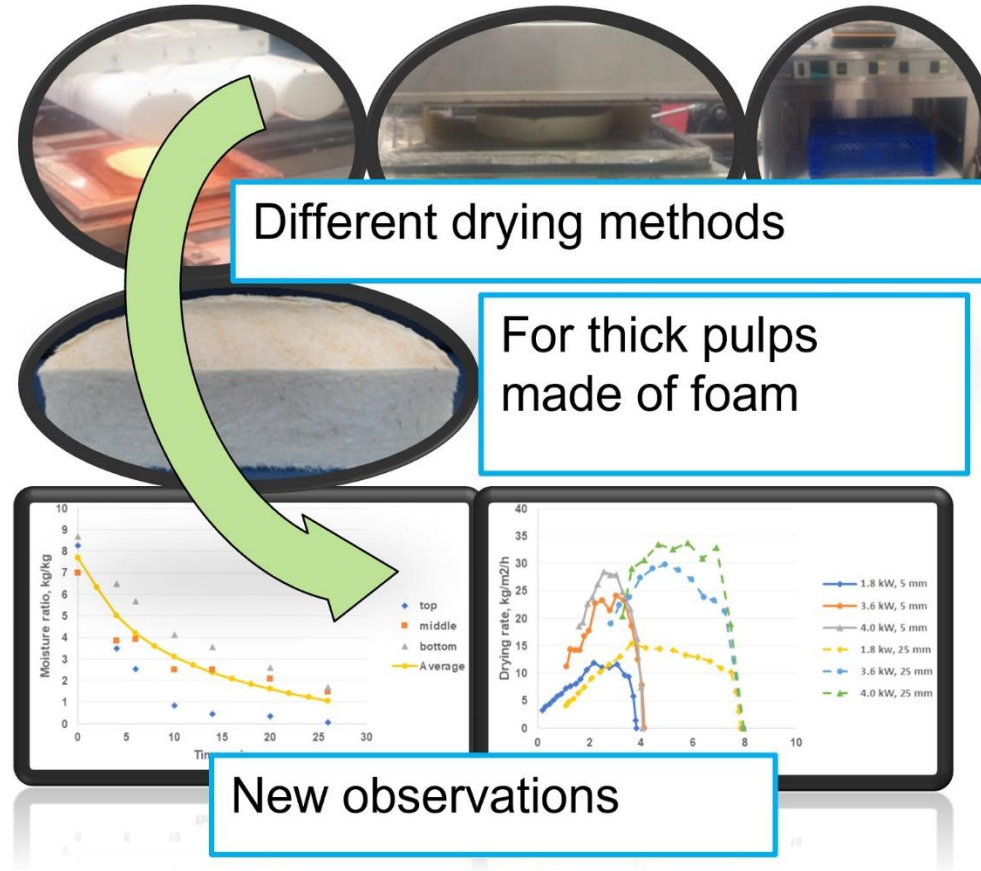 Different drying methods
For thick pulps
made of foam
Moisture ratio, kg/kg
10
9
8
7
6
5
4
3
2
1
0
0 5 10 15 20 25 30
top
middle
bottom
Average
Drying rate, kg/m2/h
40
35
30
25
20
15
10
5
0
0 2 4 6 8 10
1.8 kW, 5 mm
3.6 kW, 5 mm
4.0 kW, 5 mm
1.8 kw, 25 mm
3.6 kW, 25 mm
4.0 kW, 25 mm
New observations